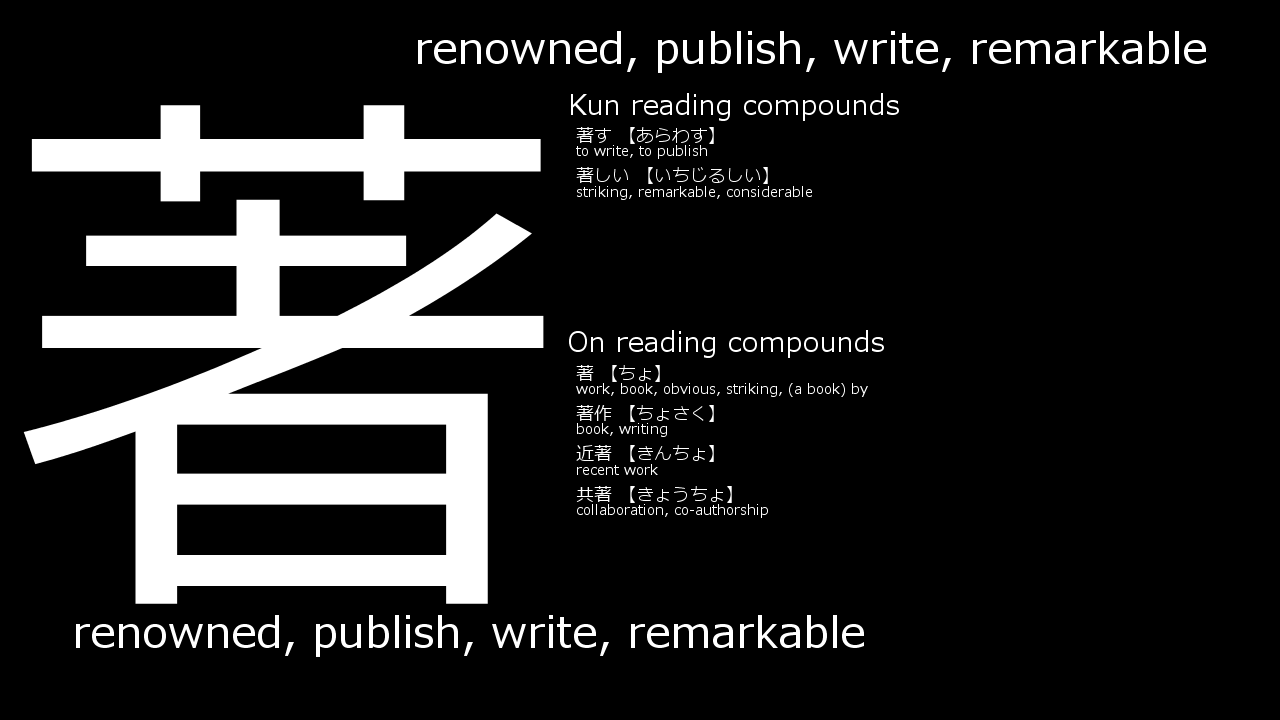 renowned, publish, write, remarkable
著
Kun reading compounds
著す 【あらわす】
to write, to publish
著しい 【いちじるしい】
striking, remarkable, considerable
On reading compounds
著 【ちょ】
work, book, obvious, striking, (a book) by
著作 【ちょさく】
book, writing
近著 【きんちょ】
recent work
共著 【きょうちょ】
collaboration, co-authorship
renowned, publish, write, remarkable